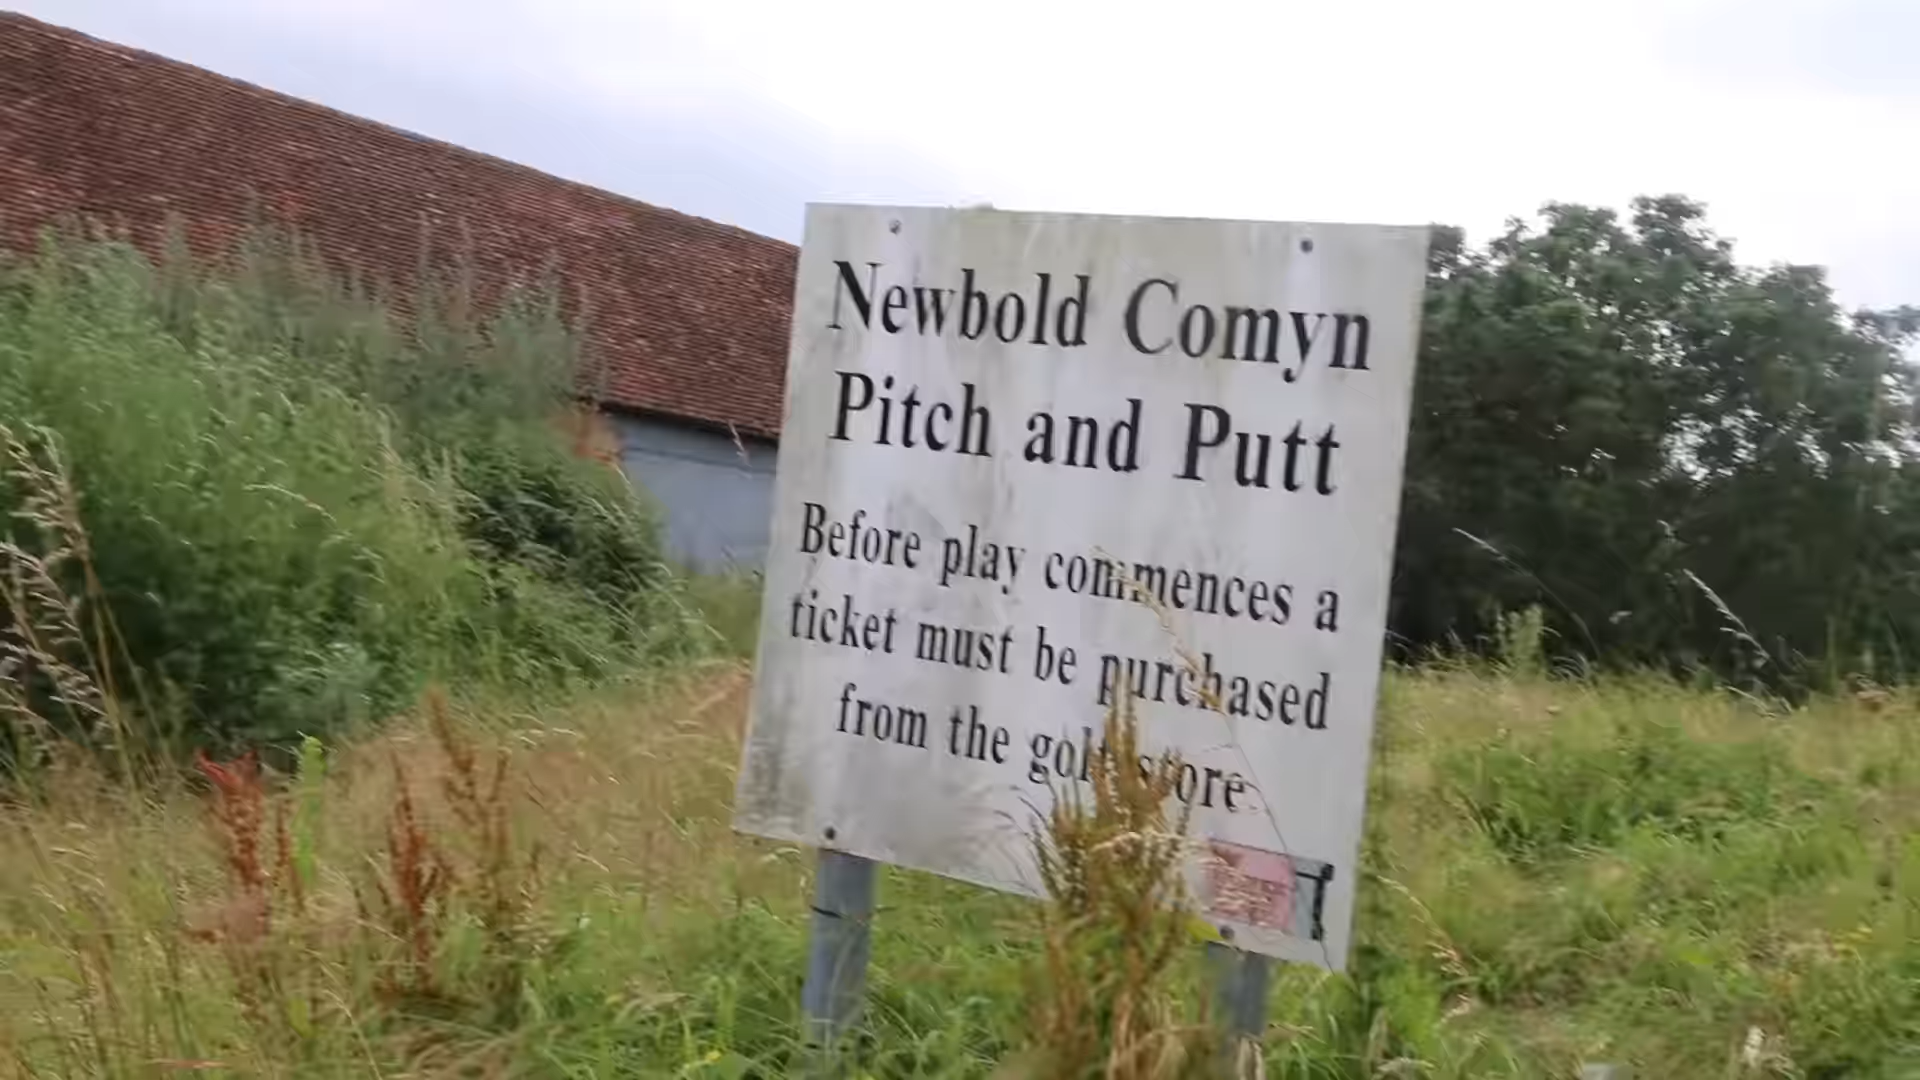 Newbold Comyn
Pitch and Putt
Before play commences a
ticket must be purchased
from the golf store